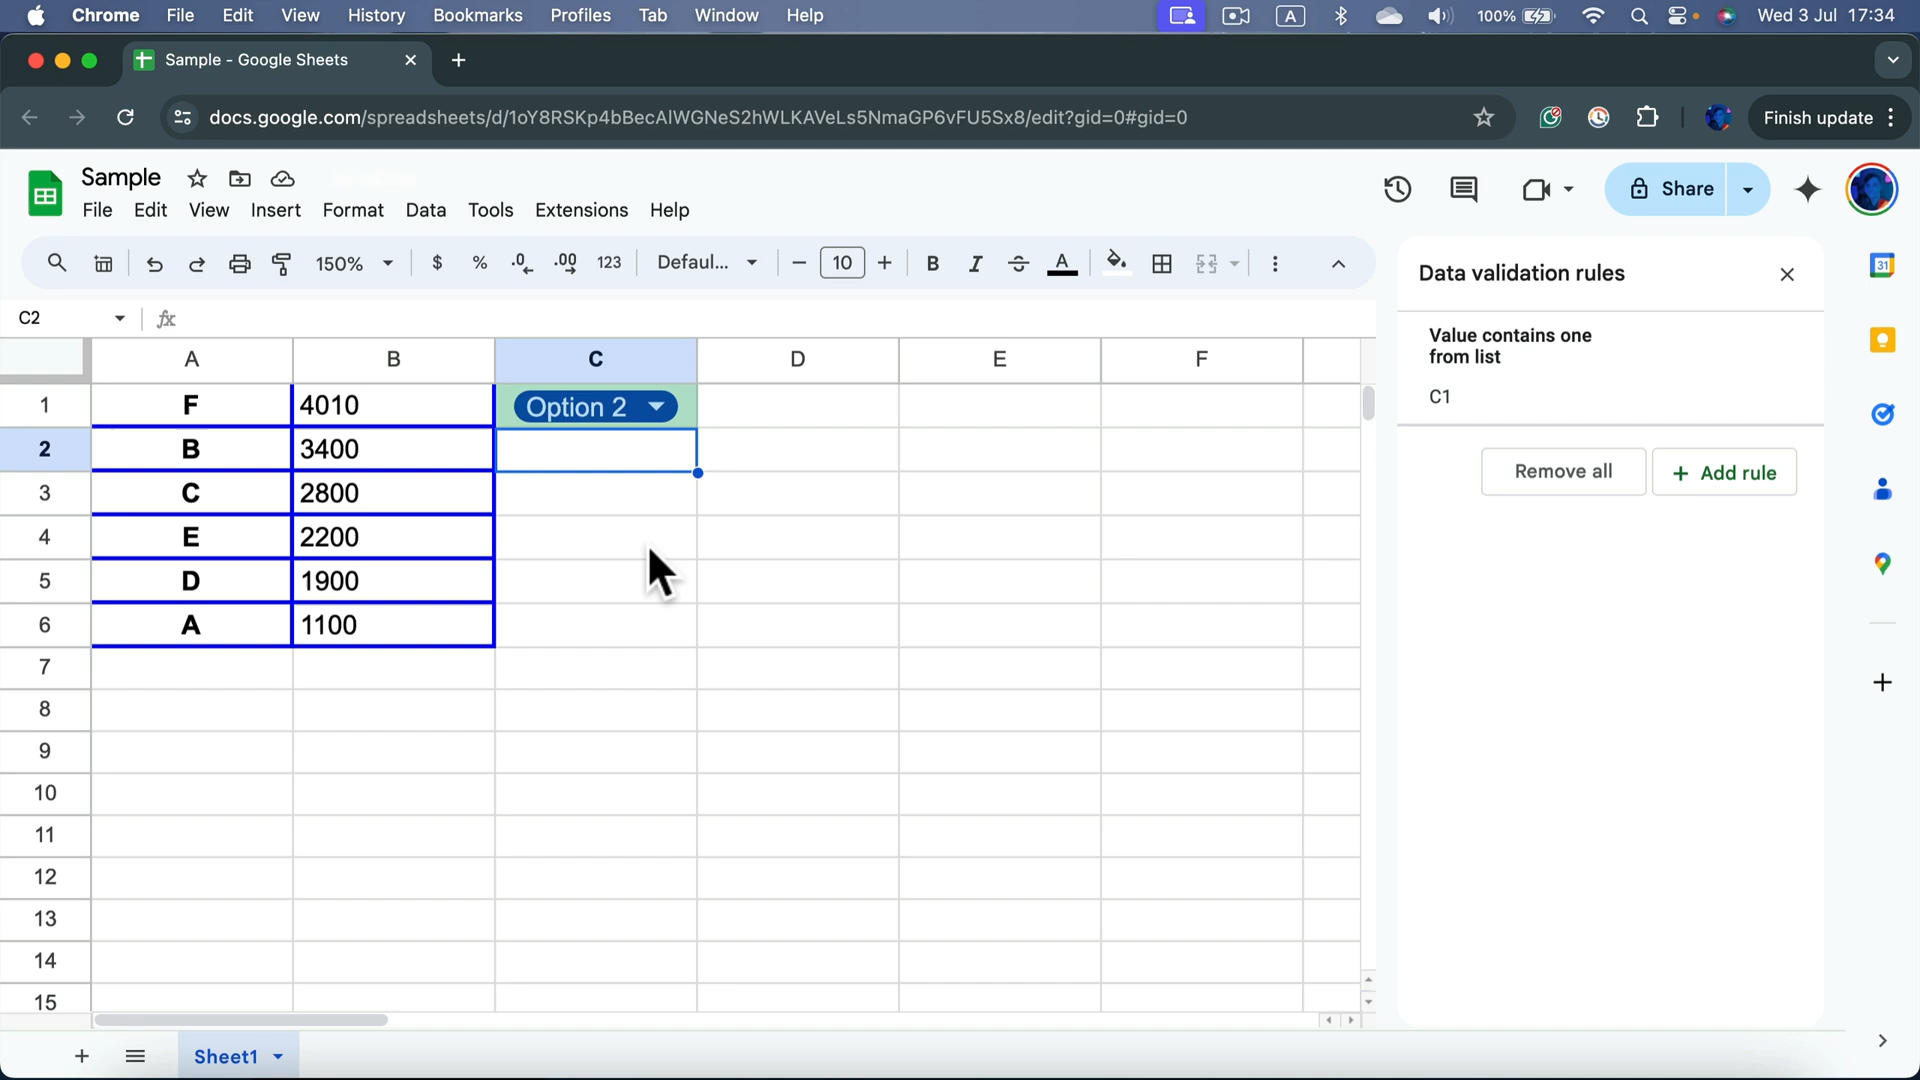 Chrome File Edit View History Bookmarks Profiles Tab Window Help A 100% Wed 3 Jul 17:34
Sample - Google Sheets
docs.google.com/spreadsheets/d/1oY8RSKp4bBecAlWGNeS2hWLKAVeLs5NmaGP6vFU5Sx8/edit?gid=0#gid=0 Finish update
Sample
File Edit View Insert Format Data Tools Extensions Help
Share
150% $ % .0 .00 123 Defaul... 10 B I S A
Data validation rules
C2 fx
Value contains one
from list
C1
Remove all + Add rule
31
A B C D E F
1 F 4010 Option 2
2 B 3400
3 C 2800
4 E 2200
5 D 1900
6 A 1100
7
8
9
10
11
12
13
14
15
Sheet1